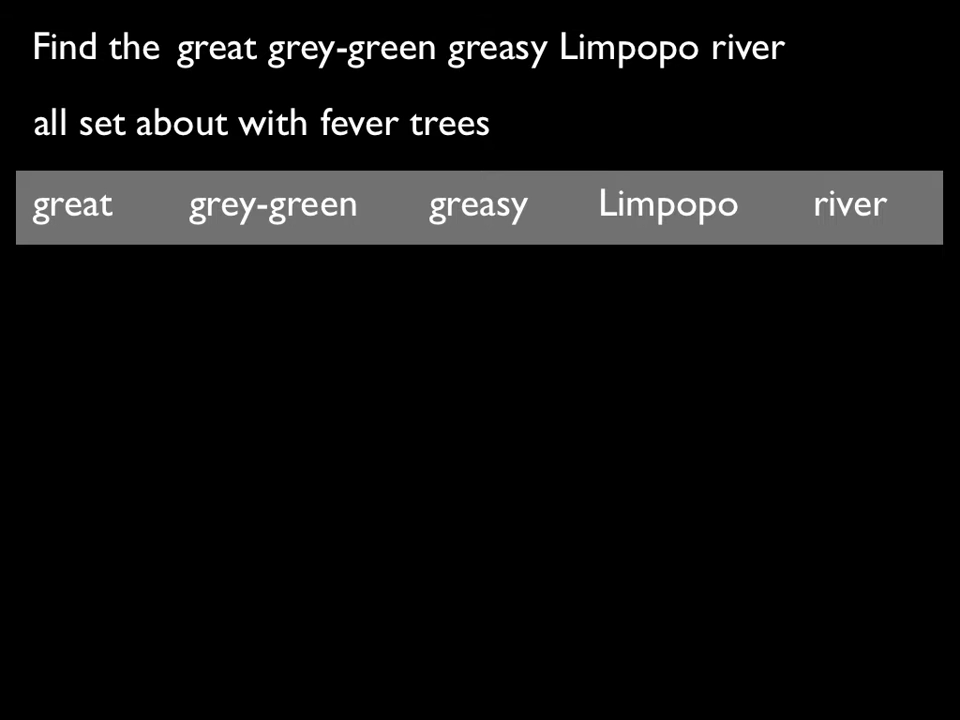 Find the great grey-green greasy Limpopo river
all set about with fever trees
great grey-green greasy Limpopo river